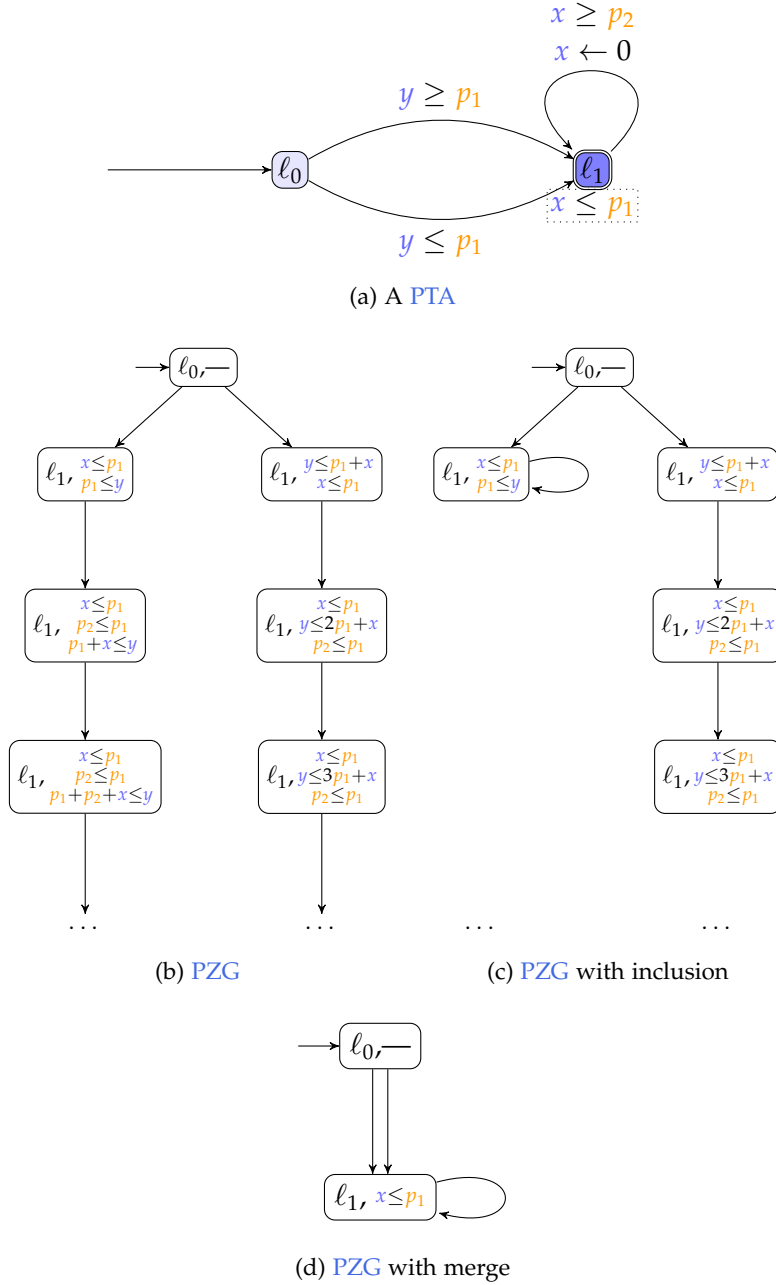 x ≥ p₂
x ← 0
y ≥ p₁
ℓ₀
ℓ₁
x ≤ p₁
y ≤ p₁
(a) A PTA
ℓ₀,—
ℓ₀,—
ℓ₁, x≤p₁
p₁≤y
ℓ₁, y≤p₁+x
x≤p₁
ℓ₁, x≤p₁
p₁≤y
ℓ₁, y≤p₁+x
x≤p₁
x≤p₁
ℓ₁, p₂≤p₁
p₁+x≤y
x≤p₁
ℓ₁, y≤2p₁+x
p₂≤p₁
x≤p₁
ℓ₁, y≤2p₁+x
p₂≤p₁
x≤p₁
ℓ₁, p₂≤p₁
p₁+p₂+x≤y
x≤p₁
ℓ₁, y≤3p₁+x
p₂≤p₁
x≤p₁
ℓ₁, y≤3p₁+x
p₂≤p₁
... ... ... ...
(b) PZG
(c) PZG with inclusion
ℓ₀,—
ℓ₁, x≤p₁
(d) PZG with merge